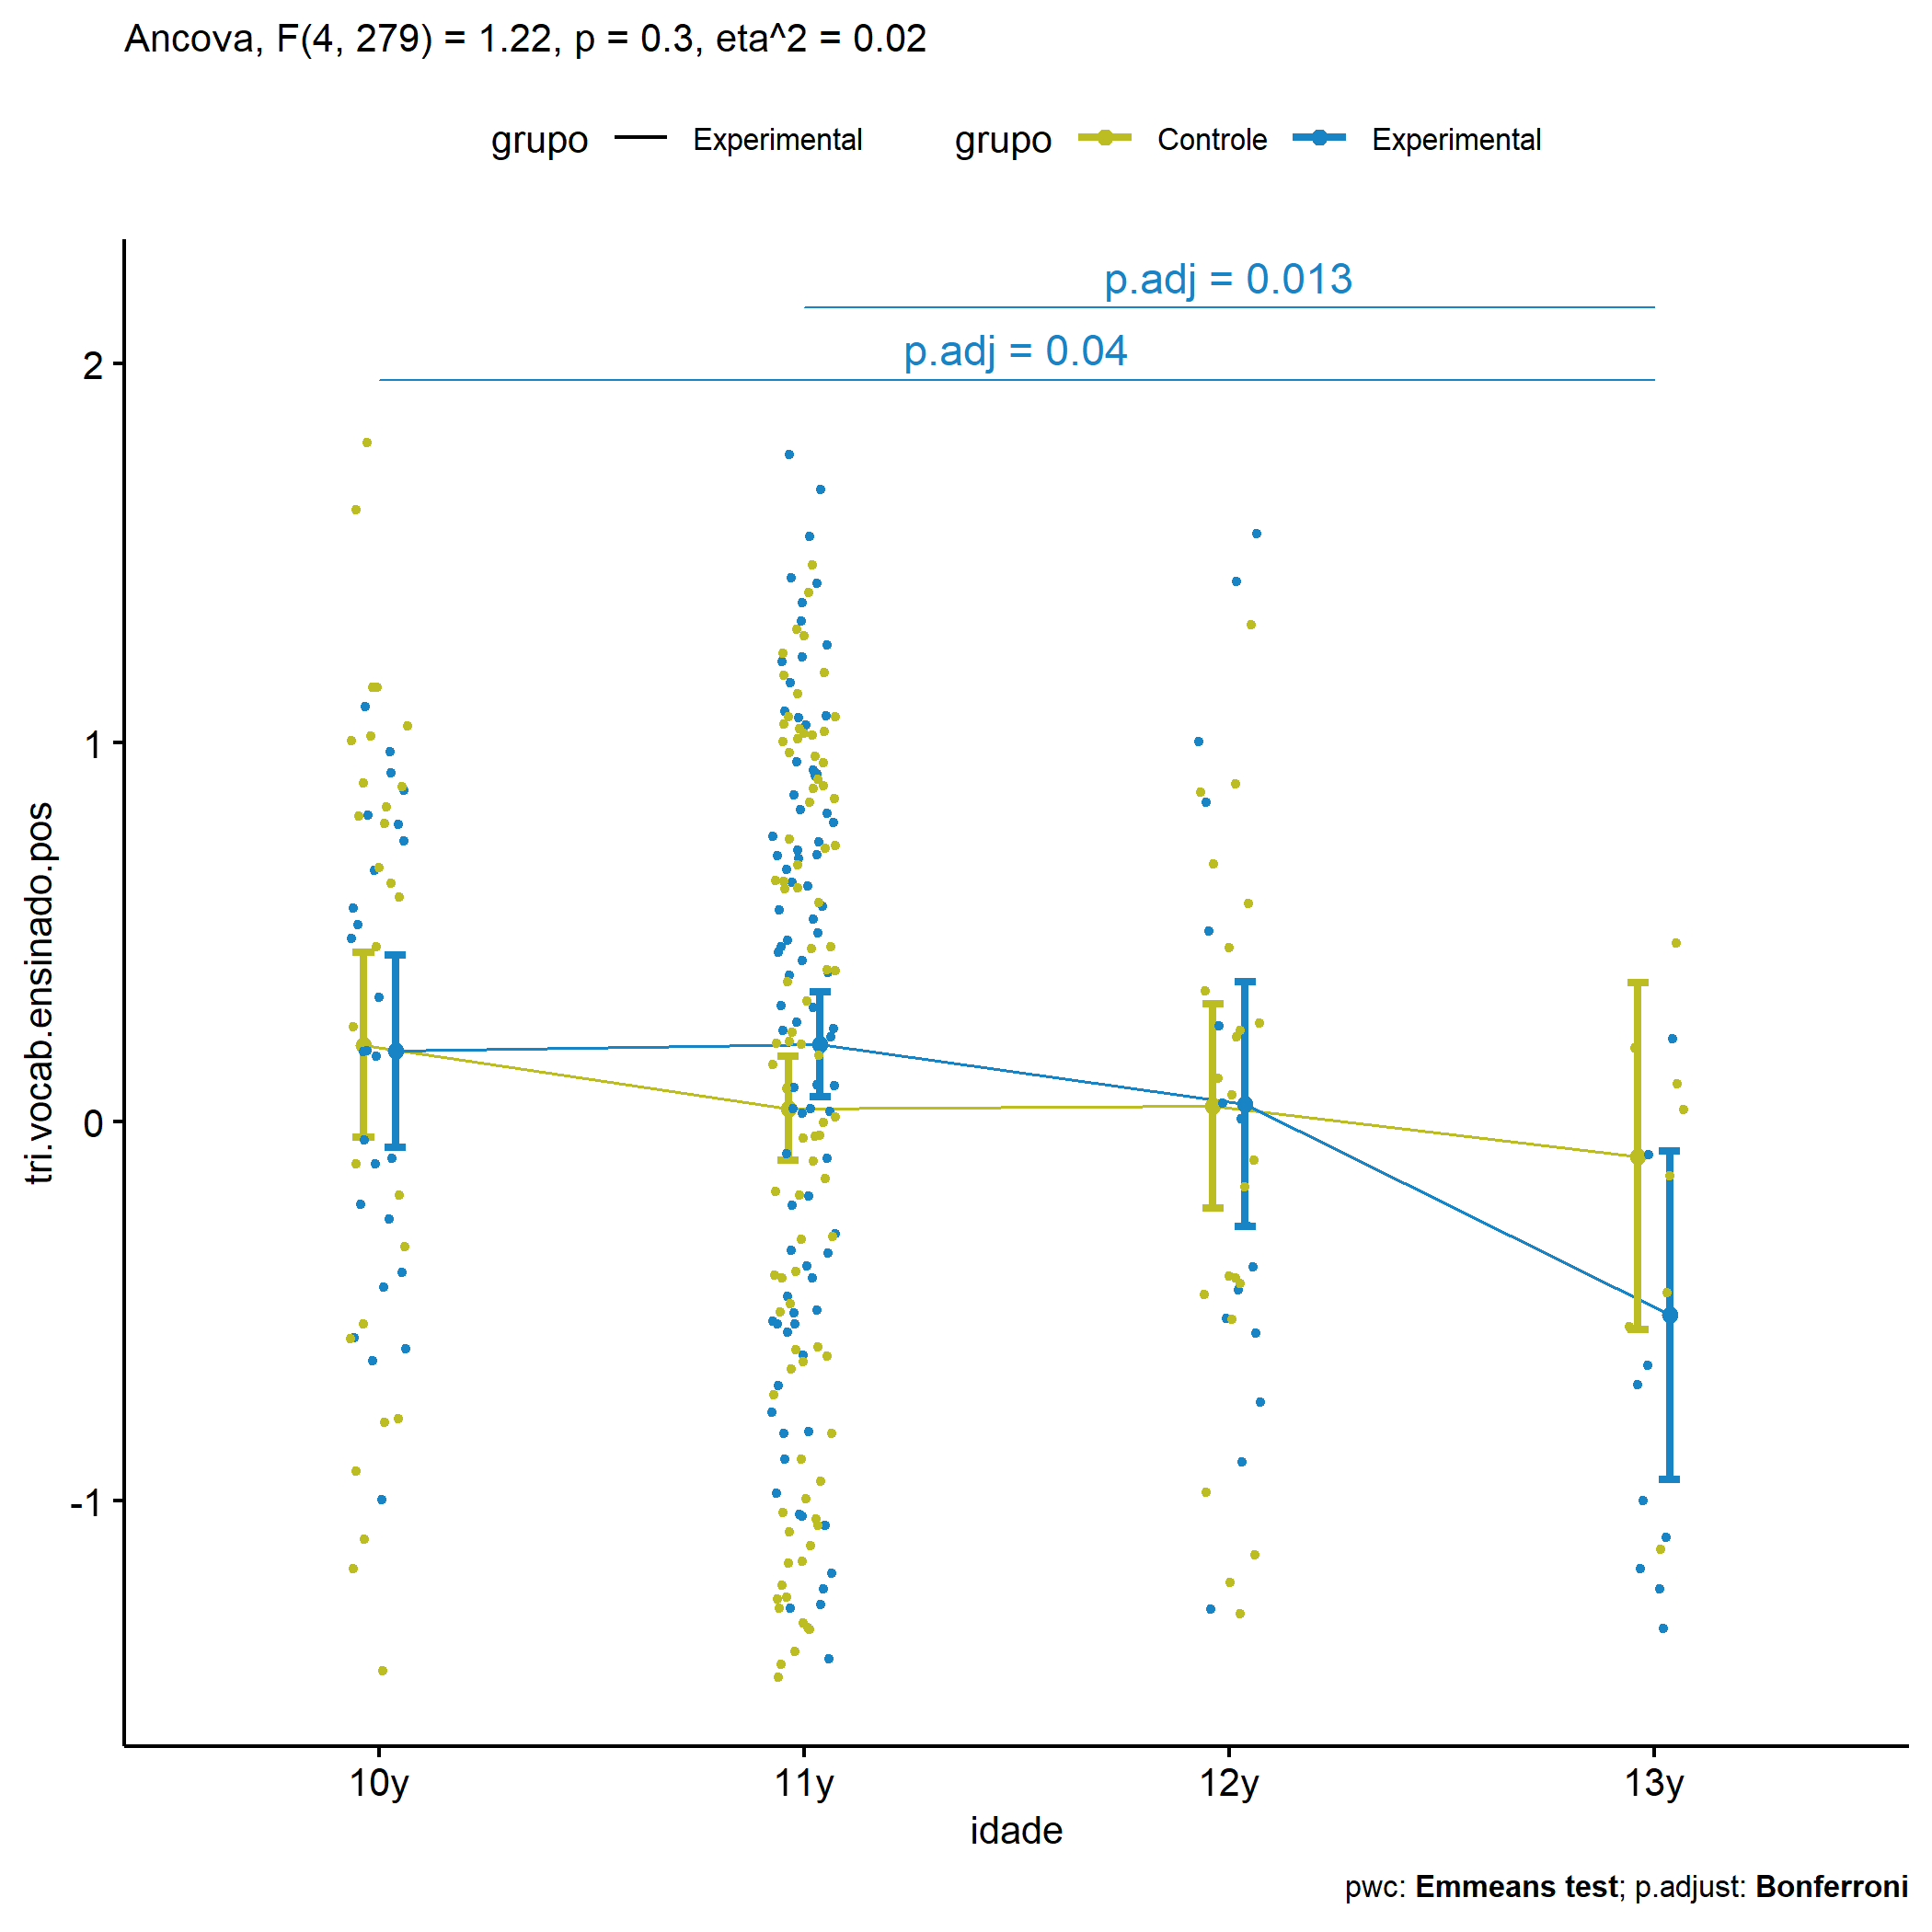 Ancova, F(4, 279) = 1.22, p = 0.3, eta^2 = 0.02
grupo Experimental grupo Controle Experimental
p.adj = 0.013
p.adj = 0.04
2
1
0
-1
tri.vocab.ensinado.pos
10y 11y 12y 13y
idade
pwc: Emmeans test; p.adjust: Bonferroni